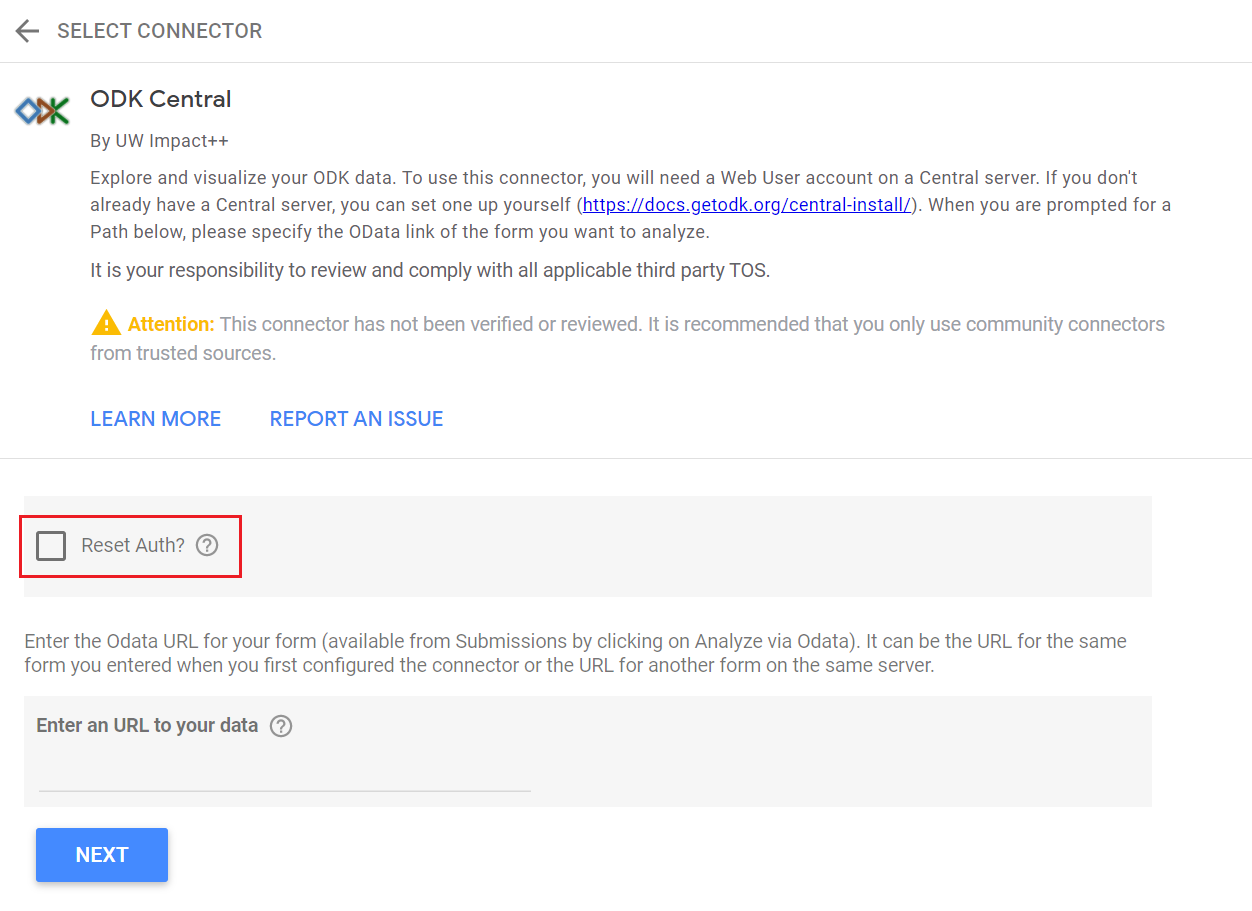 SELECT CONNECTOR
ODK
ODK Central
By UW Impact++
Explore and visualize your ODK data. To use this connector, you will need a Web User account on a Central server. If you don't
already have a Central server, you can set one up yourself (https://docs.getodk.org/central-install/). When you are prompted for a
Path below, please specify the OData link of the form you want to analyze.
It is your responsibility to review and comply with all applicable third party TOS.
Attention: This connector has not been verified or reviewed. It is recommended that you only use community connectors
from trusted sources.
LEARN MORE REPORT AN ISSUE
Reset Auth?
Enter the Odata URL for your form (available from Submissions by clicking on Analyze via Odata). It can be the URL for the same
form you entered when you first configured the connector or the URL for another form on the same server.
Enter an URL to your data
NEXT